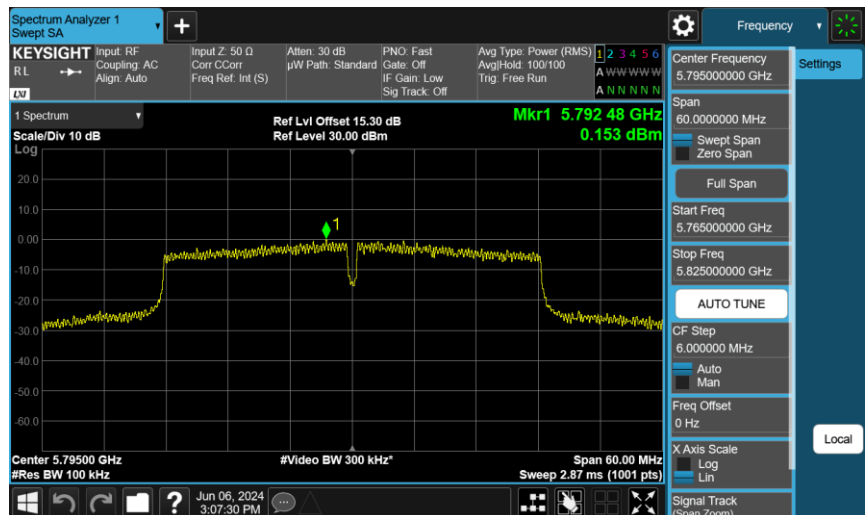 Spectrum Analyzer 1
Swept SA
+
Frequency
KEYSIGHT
RL
LXI
Input: RF
Coupling: AC
Align: Auto
Input Z: 50 Ω
Corr CCorr
Freq Ref: Int (S)
Atten: 30 dB
µW Path: Standard
PNO: Fast
Gate: Off
IF Gain: Low
Sig Track: Off
Avg Type: Power (RMS)
Avg|Hold: 100/100
Trig: Free Run
1 2 3 4 5 6
A W W W W W
A N N N N N
1 Spectrum
Scale/Div 10 dB
Ref Lvl Offset 15.30 dB
Ref Level 30.00 dBm
Mkr1 5.792 48 GHz
0.153 dBm
Log
20.0
10.0
0.00
-10.0
-20.0
-30.0
-40.0
-50.0
-60.0
1
Center 5.79500 GHz
#Res BW 100 kHz
#Video BW 300 kHz*
Span 60.00 MHz
Sweep 2.87 ms (1001 pts)
?
Jun 06, 2024
3:07:30 PM
Center Frequency
5.795000000 GHz
Span
60.0000000 MHz
Swept Span
Zero Span
Full Span
Start Freq
5.765000000 GHz
Stop Freq
5.825000000 GHz
AUTO TUNE
CF Step
6.000000 MHz
Auto
Man
Freq Offset
0 Hz
X Axis Scale
Log
Lin
Signal Track
(Span Zoom)
Settings
Local